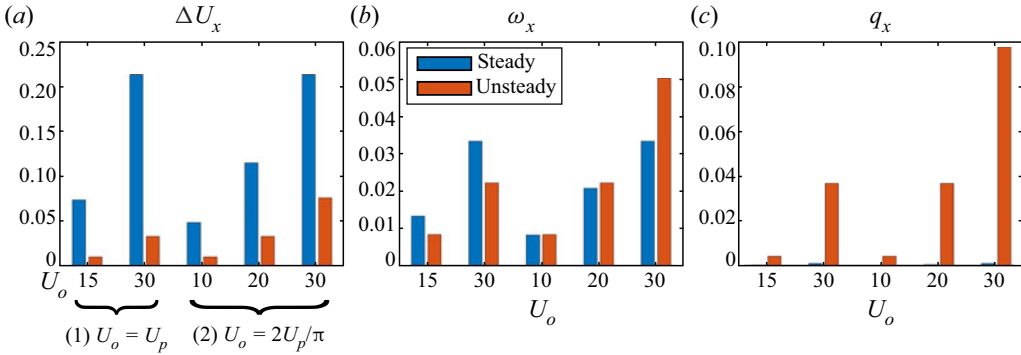 (a) ΔU_x (b) ω_x (c) q_x
0.25 0.06 0.10
0.20 0.05 0.08
0.15 0.04 0.06
0.10 0.03 0.04
0.05 0.02 0.02
0 0.01 0
0
Steady
Unsteady
U_o 15 30 10 20 30
15 30 10 20 30
15 30 10 20 30
U_o U_o
(1) U_o = U_p (2) U_o = 2U_p/π